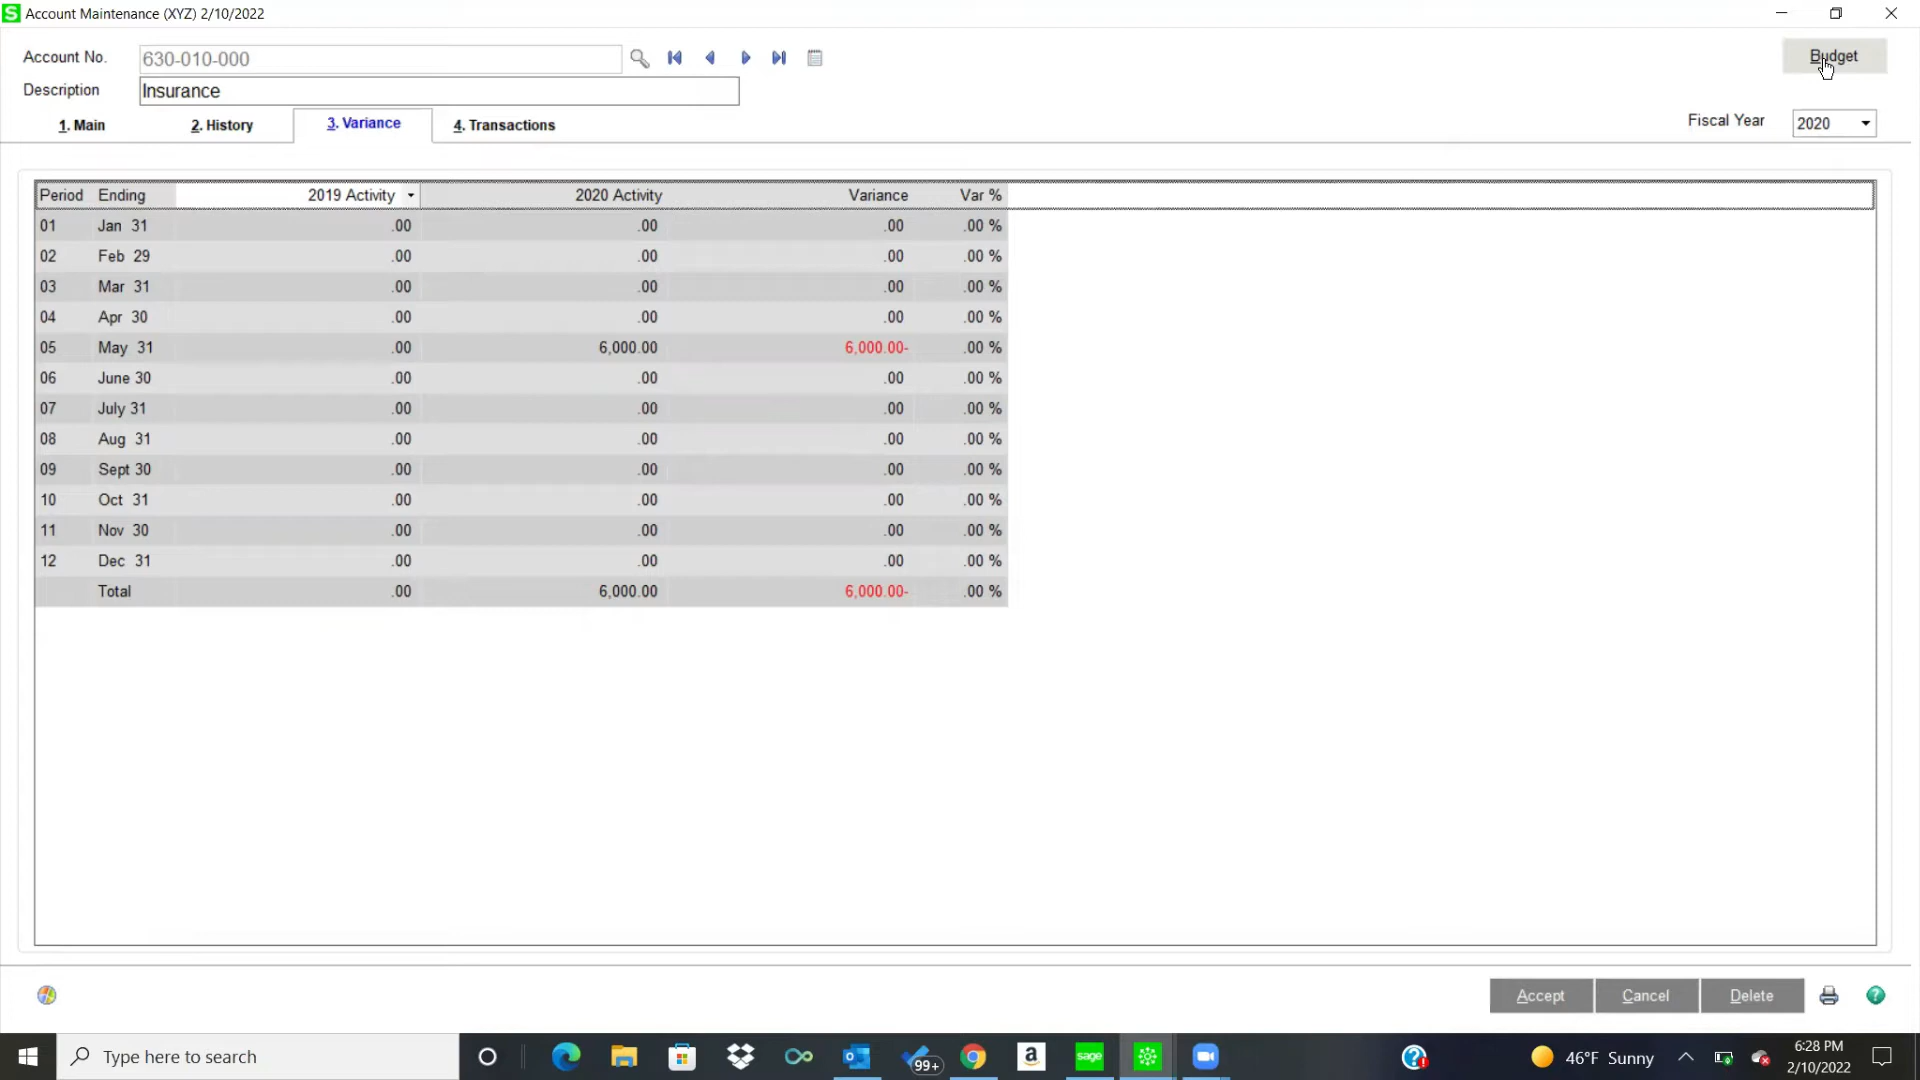 Account Maintenance (XYZ) 2/10/2022
Account No. 630-010-000
Budget
Description Insurance
1. Main 2. History 3. Variance 4. Transactions
Fiscal Year 2020
Period Ending 2019 Activity 2020 Activity Variance Var %
01 Jan 31 .00 .00 .00 .00 %
02 Feb 29 .00 .00 .00 .00 %
03 Mar 31 .00 .00 .00 .00 %
04 Apr 30 .00 .00 .00 .00 %
05 May 31 .00 6,000.00 6,000.00- .00 %
06 June 30 .00 .00 .00 .00 %
07 July 31 .00 .00 .00 .00 %
08 Aug 31 .00 .00 .00 .00 %
09 Sept 30 .00 .00 .00 .00 %
10 Oct 31 .00 .00 .00 .00 %
11 Nov 30 .00 .00 .00 .00 %
12 Dec 31 .00 .00 .00 .00 %
Total .00 6,000.00 6,000.00- .00 %
Accept Cancel Delete
Type here to search
99+
sage
46°F Sunny
6:28 PM
2/10/2022